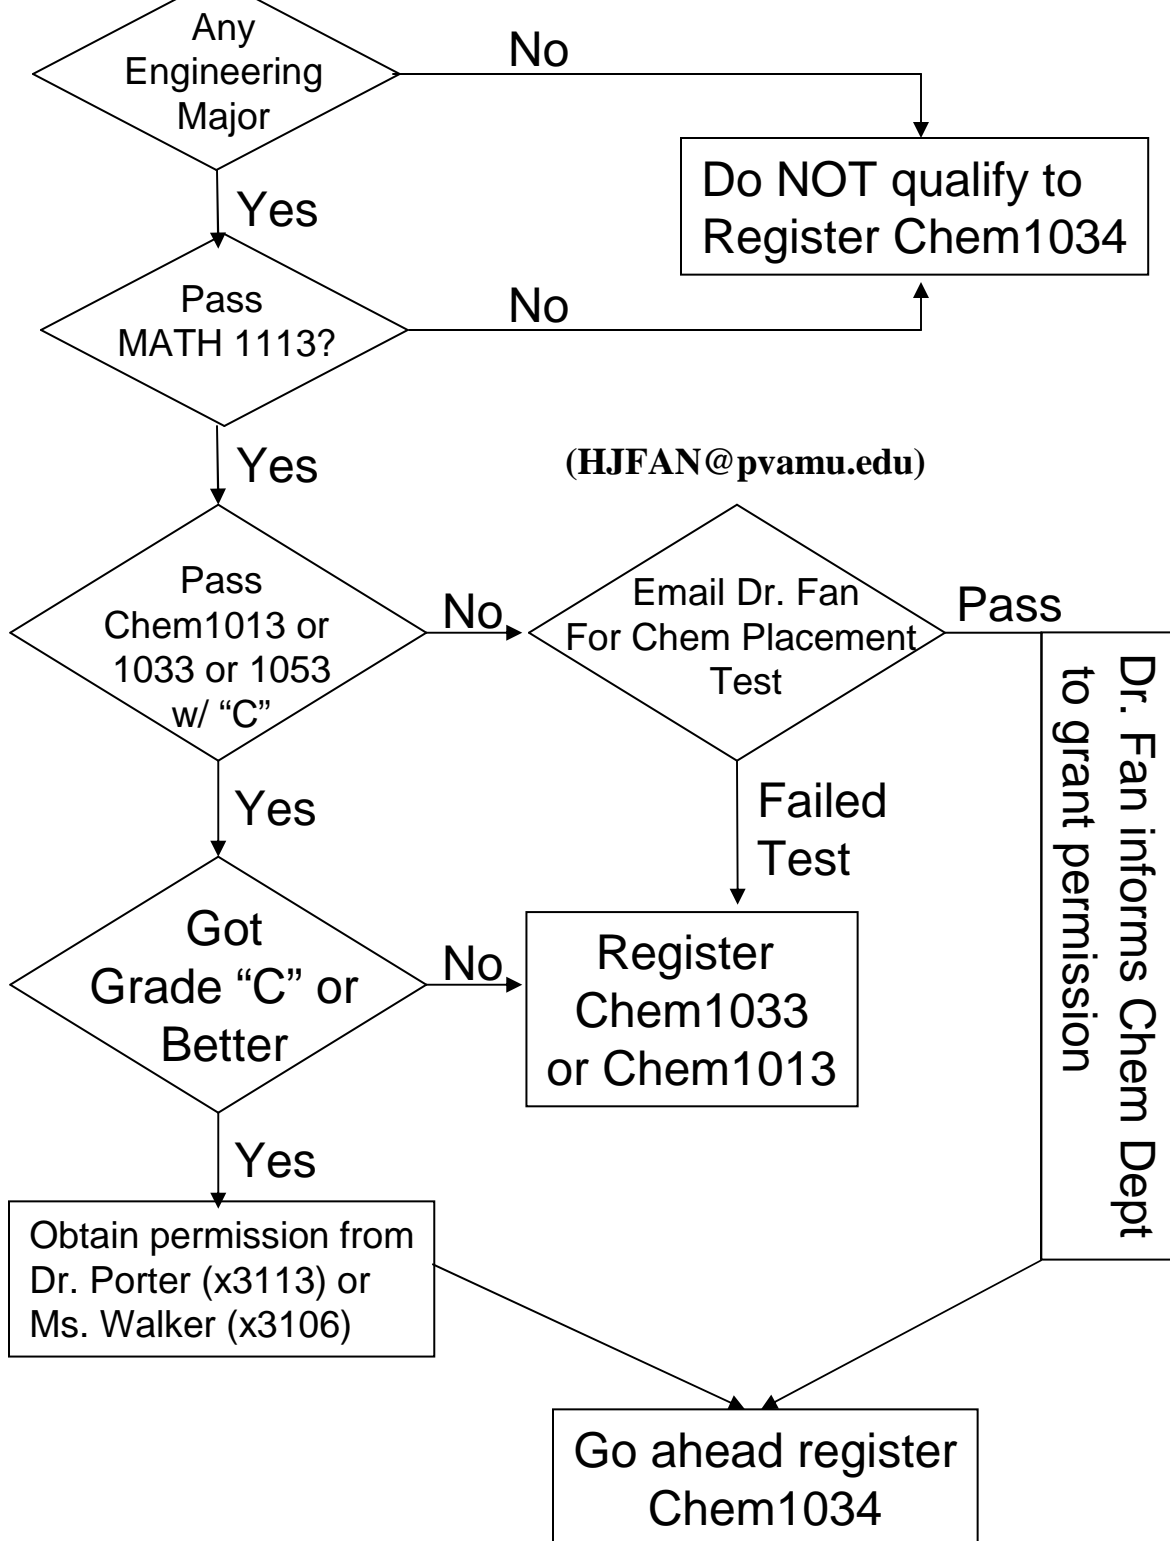 Any
Engineering
Major
No
Do NOT qualify to
Register Chem1034
Yes
Pass
MATH 1113?
No
Yes
(HJFAN@pvamu.edu)
Pass
Chem1013 or
1033 or 1053
w/ “C”
No
Email Dr. Fan
For Chem Placement
Test
Pass
Dr. Fan informs Chem Dept
to grant permission
Yes
Failed
Test
Got
Grade “C” or
Better
No
Register
Chem1033
or Chem1013
Yes
Obtain permission from
Dr. Porter (x3113) or
Ms. Walker (x3106)
Go ahead register
Chem1034